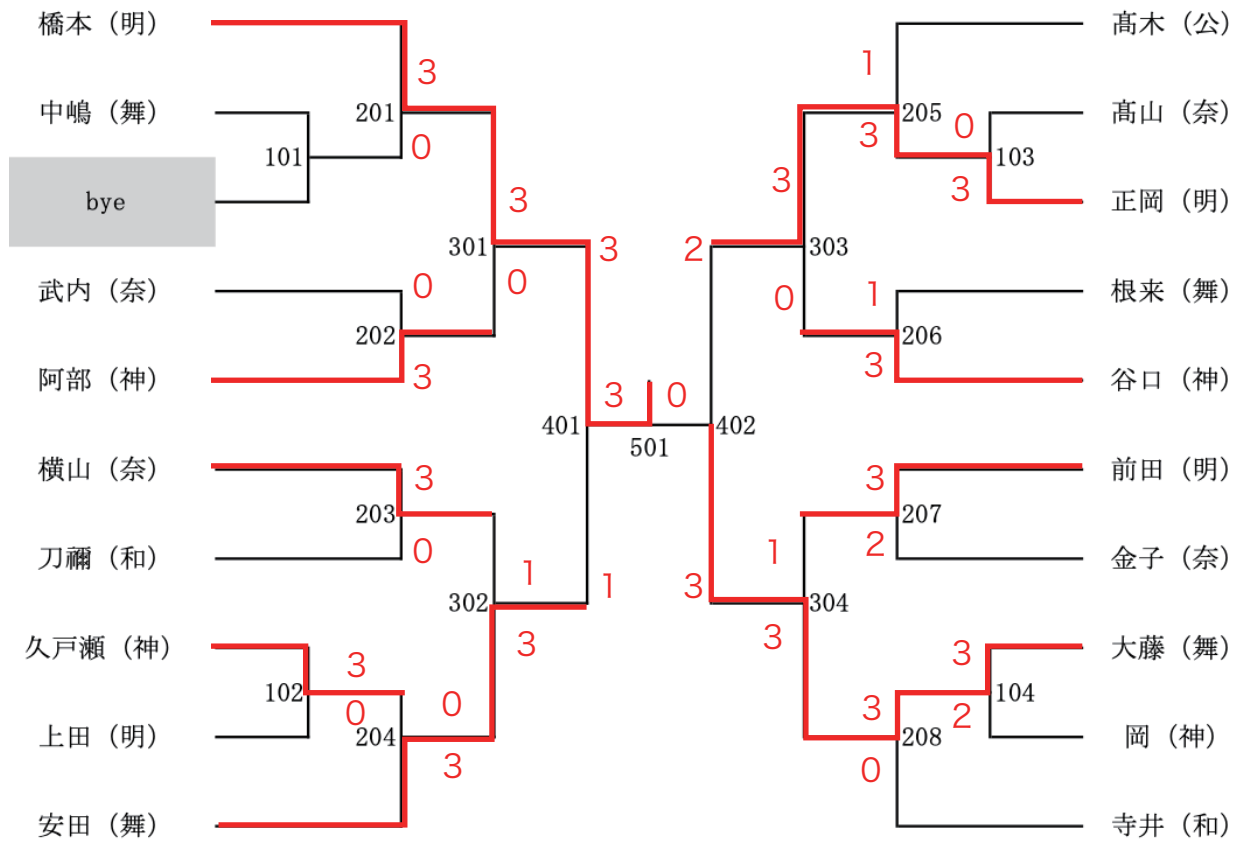 橋本（明）
中嶋（舞）
bye
武内（奈）
阿部（神）
横山（奈）
刀禰（和）
久戸瀬（神）
上田（明）
安田（舞）
101
102
3
0
201
3
0
202
0
3
203
3
0
204
0
3
301
3
0
302
1
3
401
3
1
3
0
501
402
2
3
303
3
0
304
1
3
205
1
3
206
1
3
207
3
2
208
3
0
103
0
3
104
3
2
髙木（公）
髙山（奈）
正岡（明）
根来（舞）
谷口（神）
前田（明）
金子（奈）
大藤（舞）
岡（神）
寺井（和）